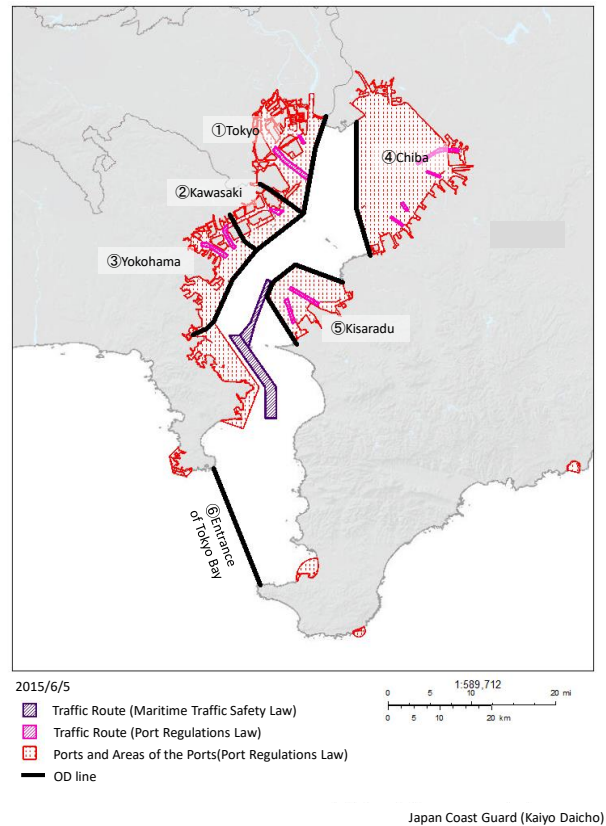 ①Tokyo
④Chiba
②Kawasaki
③Yokohama
⑤Kisaradu
⑥Entrance
of Tokyo Bay
2015/6/5
1:589,712
0 5 10 20 mi
0 5 10 20 km
Traffic Route (Maritime Traffic Safety Law)
Traffic Route (Port Regulations Law)
Ports and Areas of the Ports(Port Regulations Law)
OD line
Japan Coast Guard (Kaiyo Daicho)